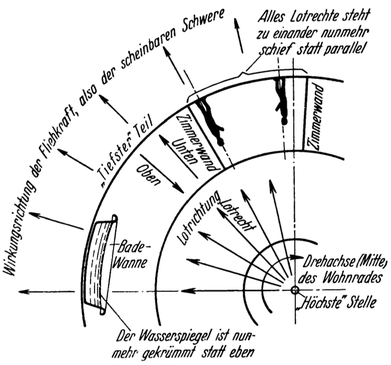 Alles Lotrechte steht
zu einander nunmehr
schief statt parallel
Wirkungsrichtung der Fliehkraft, also der scheinbaren Schwere
„Tiefster” Teil
Zimmerwand
Unten
Oben
Zimmerwand
Lotrichtung
Lotrecht
Bade-
Wanne
Drehachse (Mitte)
des Wohnrades
„Höchste” Stelle
Der Wasserspiegel ist nun-
mehr gekrümmt statt eben